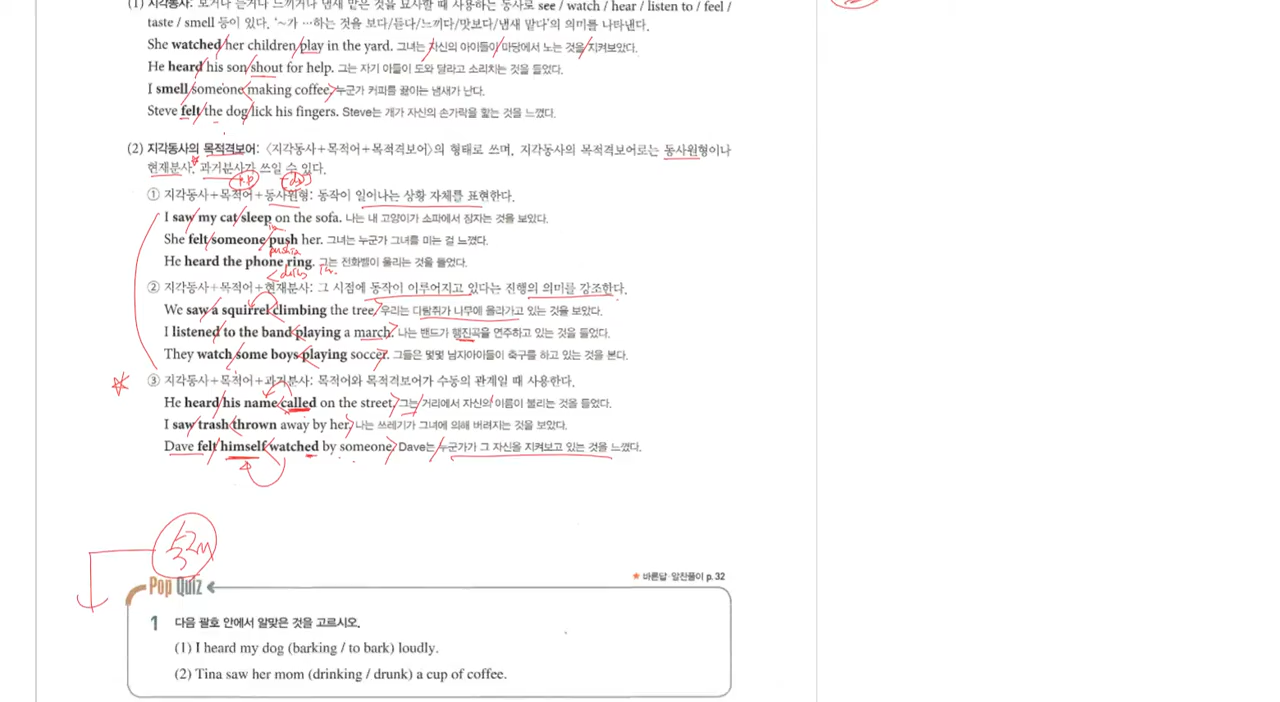 (1) 지각동사: 보거나 듣거나 느끼거나 냄새 맡은 것을 묘사할 때 사용하는 동사로 see / watch / hear / listen to / feel /
taste / smell 등이 있다. '~가 …하는 것을 보다/듣다/느끼다/맛보다/냄새 맡다'의 의미를 나타낸다.
She watched her children play in the yard. 그녀는 자신의 아이들이 마당에서 노는 것을 지켜보았다.
He heard his son shout for help. 그는 자기 아들이 도와 달라고 소리치는 것을 들었다.
I smell someone making coffee. 누군가 커피를 끓이는 냄새가 난다.
Steve felt the dog lick his fingers. Steve는 개가 자신의 손가락을 핥는 것을 느꼈다.
(2) 지각동사의 목적격보어: 〈지각동사+목적어+목적격보어〉의 형태로 쓰며, 지각동사의 목적격보어로는 동사원형이나
현재분사, 과거분사가 쓰일 수 있다.
① 지각동사+목적어+동사원형: 동작이 일어나는 상황 자체를 표현한다.
I saw my cat sleep on the sofa. 나는 내 고양이가 소파에서 잠자는 것을 보았다.
She felt someone push her. 그녀는 누군가 그녀를 미는 걸 느꼈다.
He heard the phone ring. 그는 전화벨이 울리는 것을 들었다.
② 지각동사+목적어+현재분사: 그 시점에 동작이 이루어지고 있다는 진행의 의미를 강조한다.
We saw a squirrel climbing the tree. 우리는 다람쥐가 나무에 올라가고 있는 것을 보았다.
I listened to the band playing a march. 나는 밴드가 행진곡을 연주하고 있는 것을 들었다.
They watch some boys playing soccer. 그들은 몇몇 남자아이들이 축구를 하고 있는 것을 본다.
③ 지각동사+목적어+과거분사: 목적어와 목적격보어가 수동의 관계일 때 사용한다.
He heard his name called on the street. 그는 거리에서 자신의 이름이 불리는 것을 들었다.
I saw trash thrown away by her. 나는 쓰레기가 그녀에 의해 버려지는 것을 보았다.
Dave felt himself watched by someone. Dave는 누군가가 그 자신을 지켜보고 있는 것을 느꼈다.
Pop Quiz
★ 바른답·알찬풀이 p. 32
1 다음 괄호 안에서 알맞은 것을 고르시오.
(1) I heard my dog (barking / to bark) loudly.
(2) Tina saw her mom (drinking / drunk) a cup of coffee.